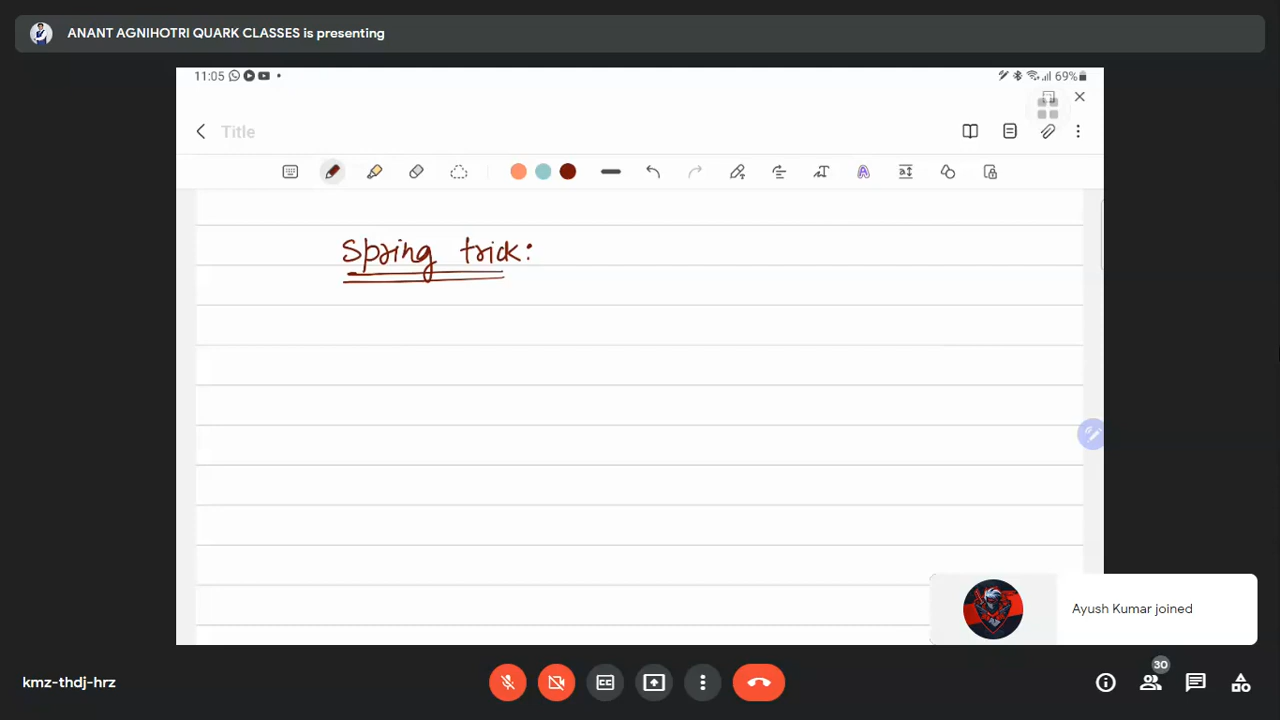 ANANT AGNIHOTRI QUARK CLASSES is presenting
11:05 69%
Title
Spring trick:
Ayush Kumar joined
kmz-thdj-hrz
CC
30